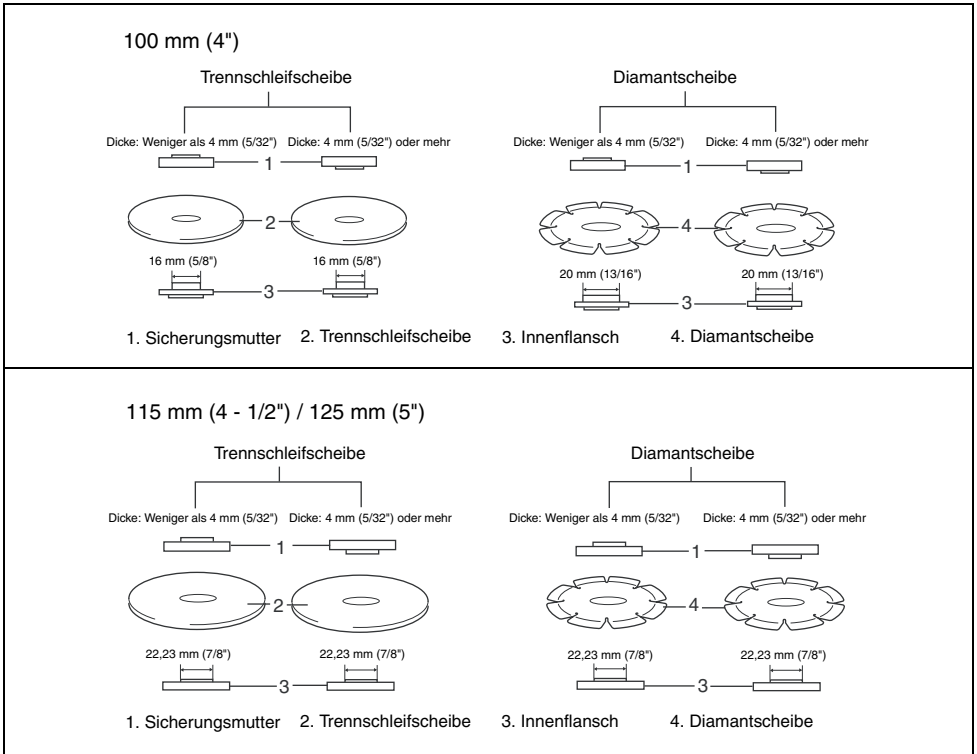 100 mm (4")
Trennschleifscheibe Diamantscheibe
Dicke: Weniger als 4 mm (5/32") Dicke: 4 mm (5/32") oder mehr Dicke: Weniger als 4 mm (5/32") Dicke: 4 mm (5/32") oder mehr
1 1
2 4
16 mm (5/8") 16 mm (5/8") 20 mm (13/16") 20 mm (13/16")
3 3
1. Sicherungsmutter 2. Trennschleifscheibe 3. Innenflansch 4. Diamantscheibe
115 mm (4 - 1/2") / 125 mm (5")
Trennschleifscheibe Diamantscheibe
Dicke: Weniger als 4 mm (5/32") Dicke: 4 mm (5/32") oder mehr Dicke: Weniger als 4 mm (5/32") Dicke: 4 mm (5/32") oder mehr
1 1
2 4
22,23 mm (7/8") 22,23 mm (7/8") 22,23 mm (7/8") 22,23 mm (7/8")
3 3
1. Sicherungsmutter 2. Trennschleifscheibe 3. Innenflansch 4. Diamantscheibe